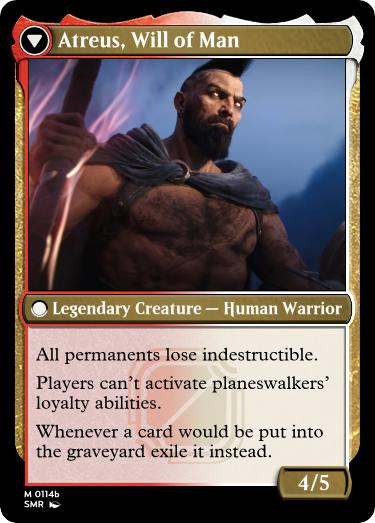 Atreus, Will of Man
Legendary Creature — Human Warrior
All permanents lose indestructible.
Players can't activate planeswalkers'
loyalty abilities.
Whenever a card would be put into
the graveyard exile it instead.
4/5
M 0114b
SMR